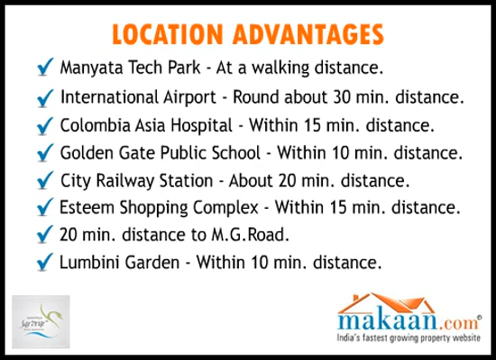 LOCATION ADVANTAGES
Manyata Tech Park - At a walking distance.
International Airport - Round about 30 min. distance.
Colombia Asia Hospital - Within 15 min. distance.
Golden Gate Public School - Within 10 min. distance.
City Railway Station - About 20 min. distance.
Esteem Shopping Complex - Within 15 min. distance.
20 min. distance to M.G.Road.
Lumbini Garden - Within 10 min. distance.
makaan.com
India's fastest growing property website